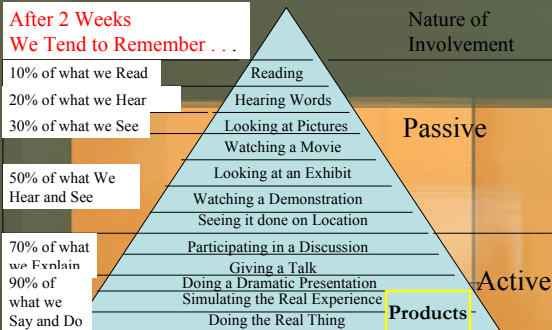 After 2 Weeks
We Tend to Remember . . .
Nature of
Involvement
10% of what we Read
Reading
20% of what we Hear
Hearing Words
30% of what we See
Looking at Pictures
Passive
Watching a Movie
50% of what We
Hear and See
Looking at an Exhibit
Watching a Demonstration
Seeing it done on Location
70% of what
we Explain
Participating in a Discussion
Giving a Talk
90% of
what we
Say and Do
Doing a Dramatic Presentation
Active
Simulating the Real Experience
Products
Doing the Real Thing